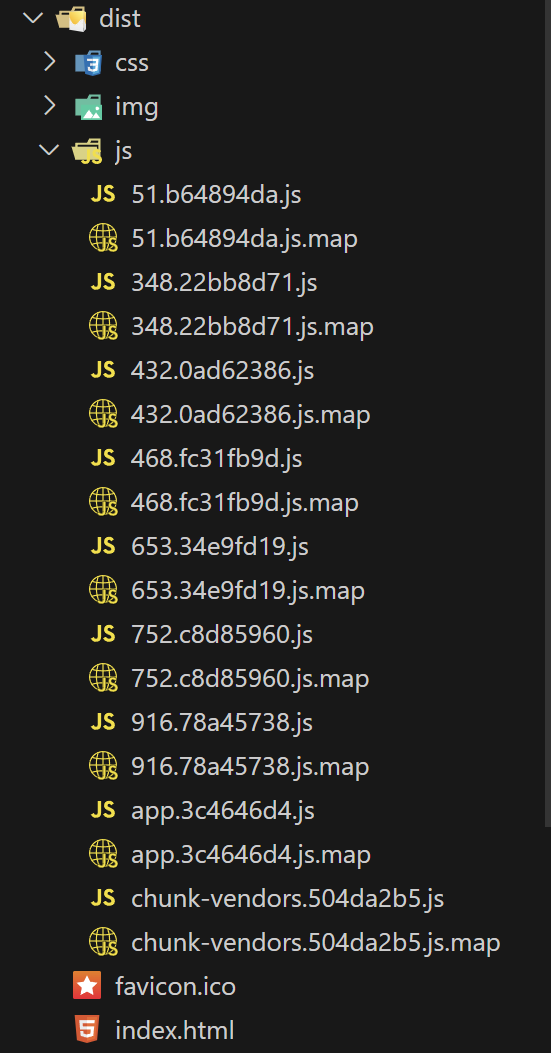 dist
css
img
js
51.b64894da.js
51.b64894da.js.map
348.22bb8d71.js
348.22bb8d71.js.map
432.0ad62386.js
432.0ad62386.js.map
468.fc31fb9d.js
468.fc31fb9d.js.map
653.34e9fd19.js
653.34e9fd19.js.map
752.c8d85960.js
752.c8d85960.js.map
916.78a45738.js
916.78a45738.js.map
app.3c4646d4.js
app.3c4646d4.js.map
chunk-vendors.504da2b5.js
chunk-vendors.504da2b5.js.map
favicon.ico
index.html